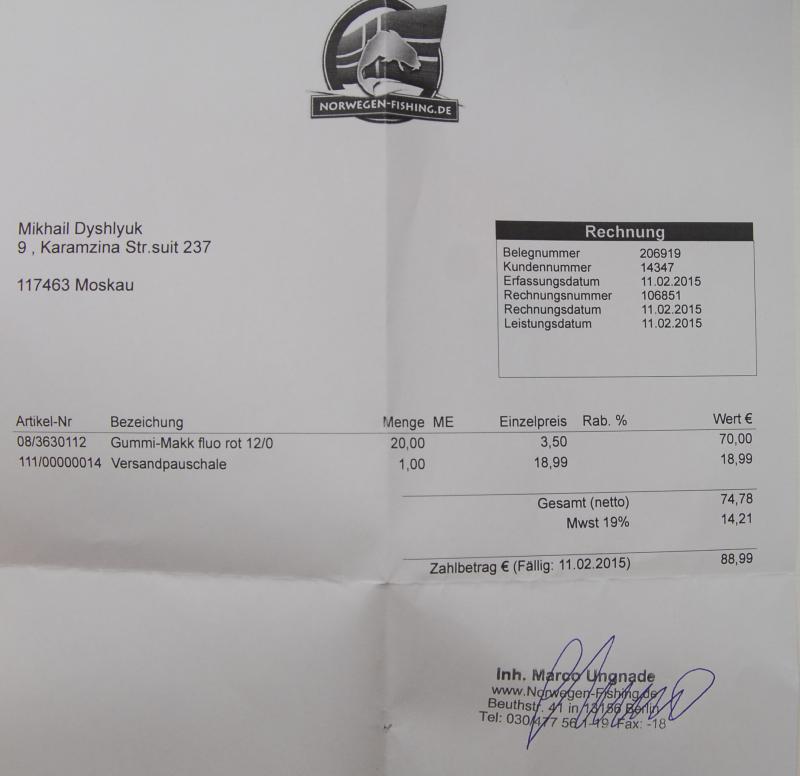 NORWEGEN-FISHING.DE
Mikhail Dyshlyuk
9 , Karamzina Str.suit 237
117463 Moskau
Rechnung
Belegnummer 206919
Kundennummer 14347
Erfassungsdatum 11.02.2015
Rechnungsnummer 106851
Rechnungsdatum 11.02.2015
Leistungsdatum 11.02.2015
Artikel-Nr Bezeichung Menge ME Einzelpreis Rab. % Wert €
08/3630112 Gummi-Makk fluo rot 12/0 20,00 3,50 70,00
111/00000014 Versandpauschale 1,00 18,99 18,99
Gesamt (netto) 74,78
Mwst 19% 14,21
Zahlbetrag € (Fällig: 11.02.2015) 88,99
Inh. Marco Ungnade
www.Norwegen-Fishing.de
Beuthstr. 41 in 13156 Berlin
Tel: 030/477 56 1-19 Fax: -18